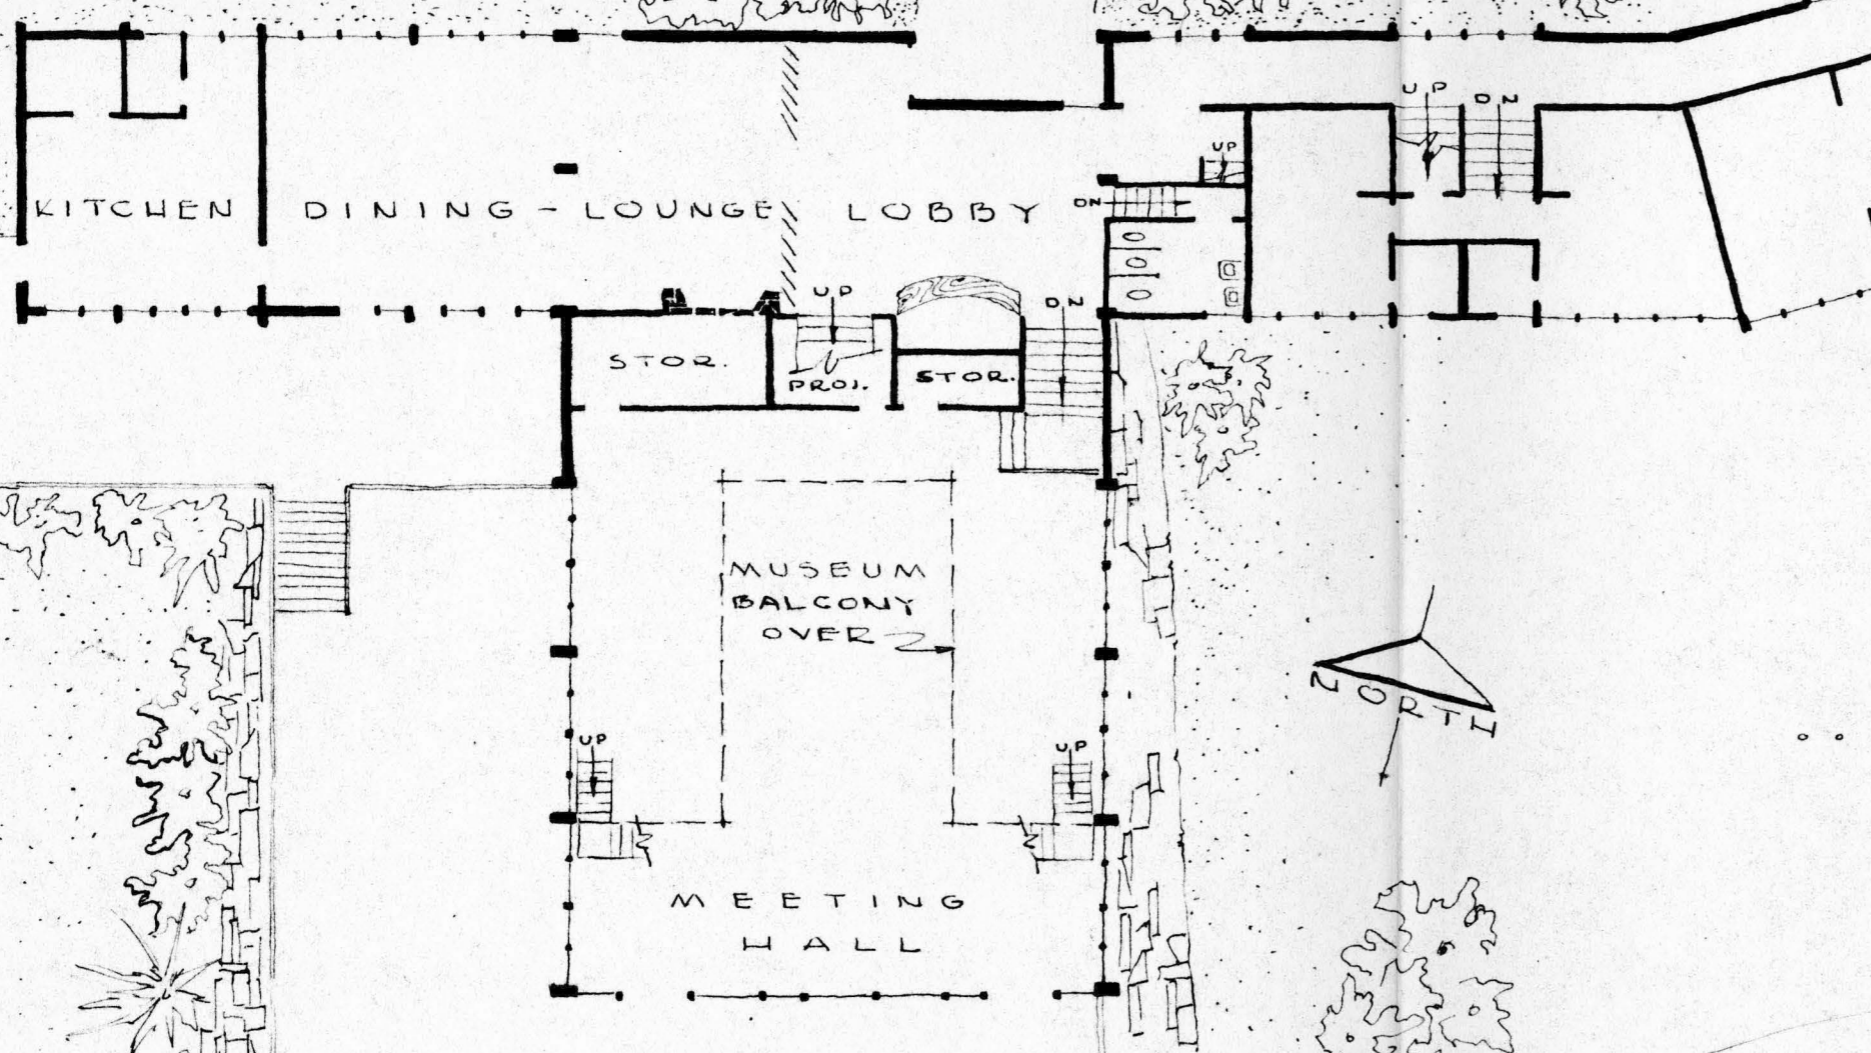 UP
DN
UP
KITCHEN
DINING - LOUNGE
LOBBY
DN
UP
DN
STOR.
PROJ.
STOR.
MUSEUM
BALCONY
OVER
NORTH
UP
UP
MEETING
HALL